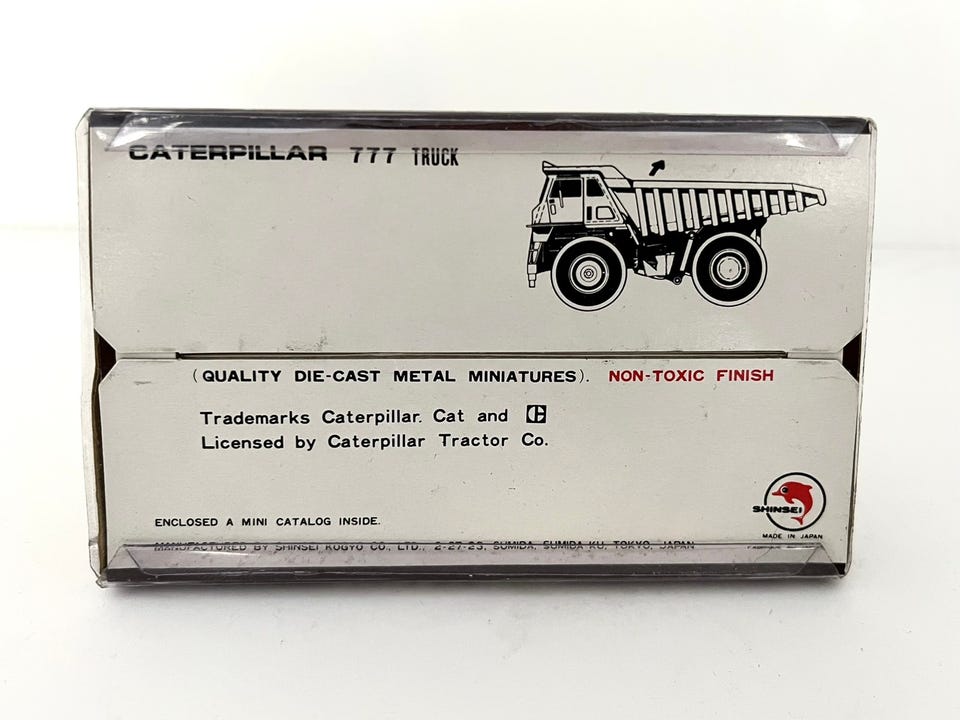 CATERPILLAR 777 TRUCK
(QUALITY DIE-CAST METAL MINIATURES). NON-TOXIC FINISH
Trademarks Caterpillar. Cat and
Licensed by Caterpillar Tractor Co.
SHINSEI
ENCLOSED A MINI CATALOG INSIDE.
MADE IN JAPAN
MANUFACTURED BY SHINSEI KOGYO CO., LTD., 2-27-23, SUMIDA, SUMIDA KU, TOKYO, JAPAN